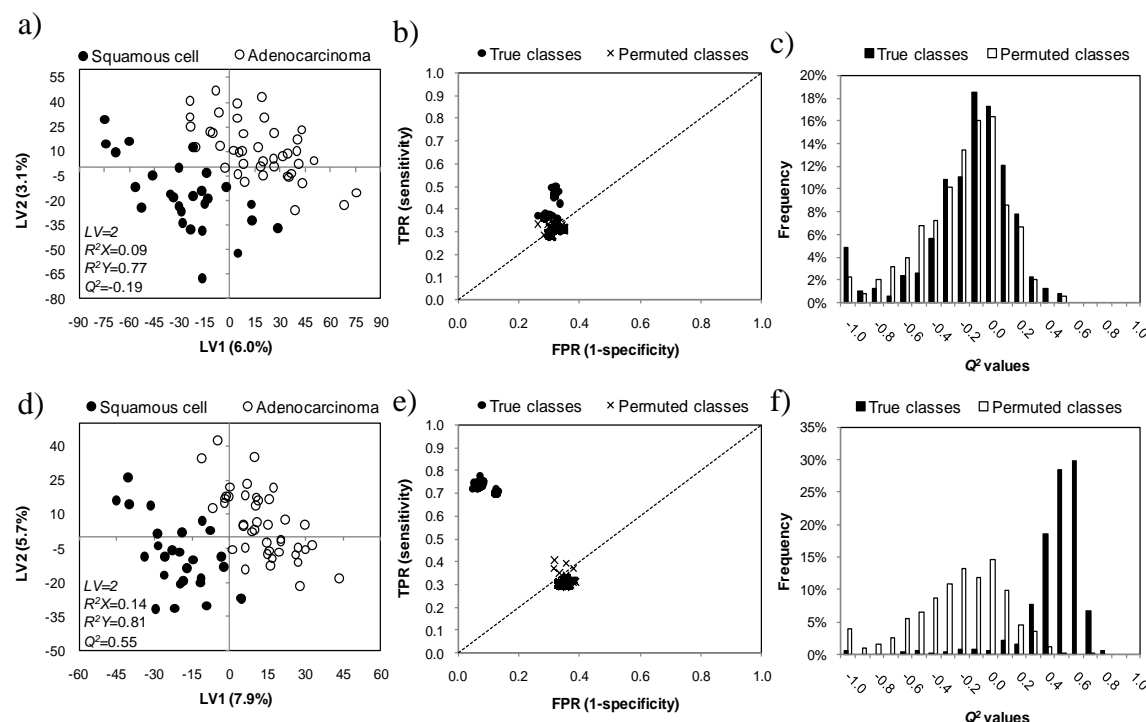 a)
● Squamous cell ○ Adenocarcinoma
55
40
25
10
-5
-20
-35
-50
-65
-80
LV2 (3.1%)
LV=2
R²X=0.09
R²Y=0.77
Q²=-0.19
-90 -75 -60 -45 -30 -15 0 15 30 45 60 75 90
LV1 (6.0%)
b)
● True classes × Permuted classes
1.0
0.9
0.8
0.7
0.6
0.5
0.4
0.3
0.2
0.1
0.0
TPR (sensitivity)
0.0 0.2 0.4 0.6 0.8 1.0
FPR (1-specificity)
c)
■ True classes □ Permuted classes
20%
18%
16%
14%
12%
10%
8%
6%
4%
2%
0%
Frequency
-1.0 -0.8 -0.6 -0.4 -0.2 0.0 0.2 0.4 0.6 0.8 1.0
Q² values
d)
● Squamous cell ○ Adenocarcinoma
40
25
10
-5
-20
-35
-50
LV2 (5.7%)
LV=2
R²X=0.14
R²Y=0.81
Q²=0.55
-60 -45 -30 -15 0 15 30 45 60
LV1 (7.9%)
e)
● True classes × Permuted classes
1.0
0.9
0.8
0.7
0.6
0.5
0.4
0.3
0.2
0.1
0.0
TPR (sensitivity)
0.0 0.2 0.4 0.6 0.8 1.0
FPR (1-specificity)
f)
■ True classes □ Permuted classes
35%
30%
25%
20%
15%
10%
5%
0%
Frequency
-1.0 -0.8 -0.6 -0.4 -0.2 0.0 0.2 0.4 0.6 0.8 1.0
Q² values